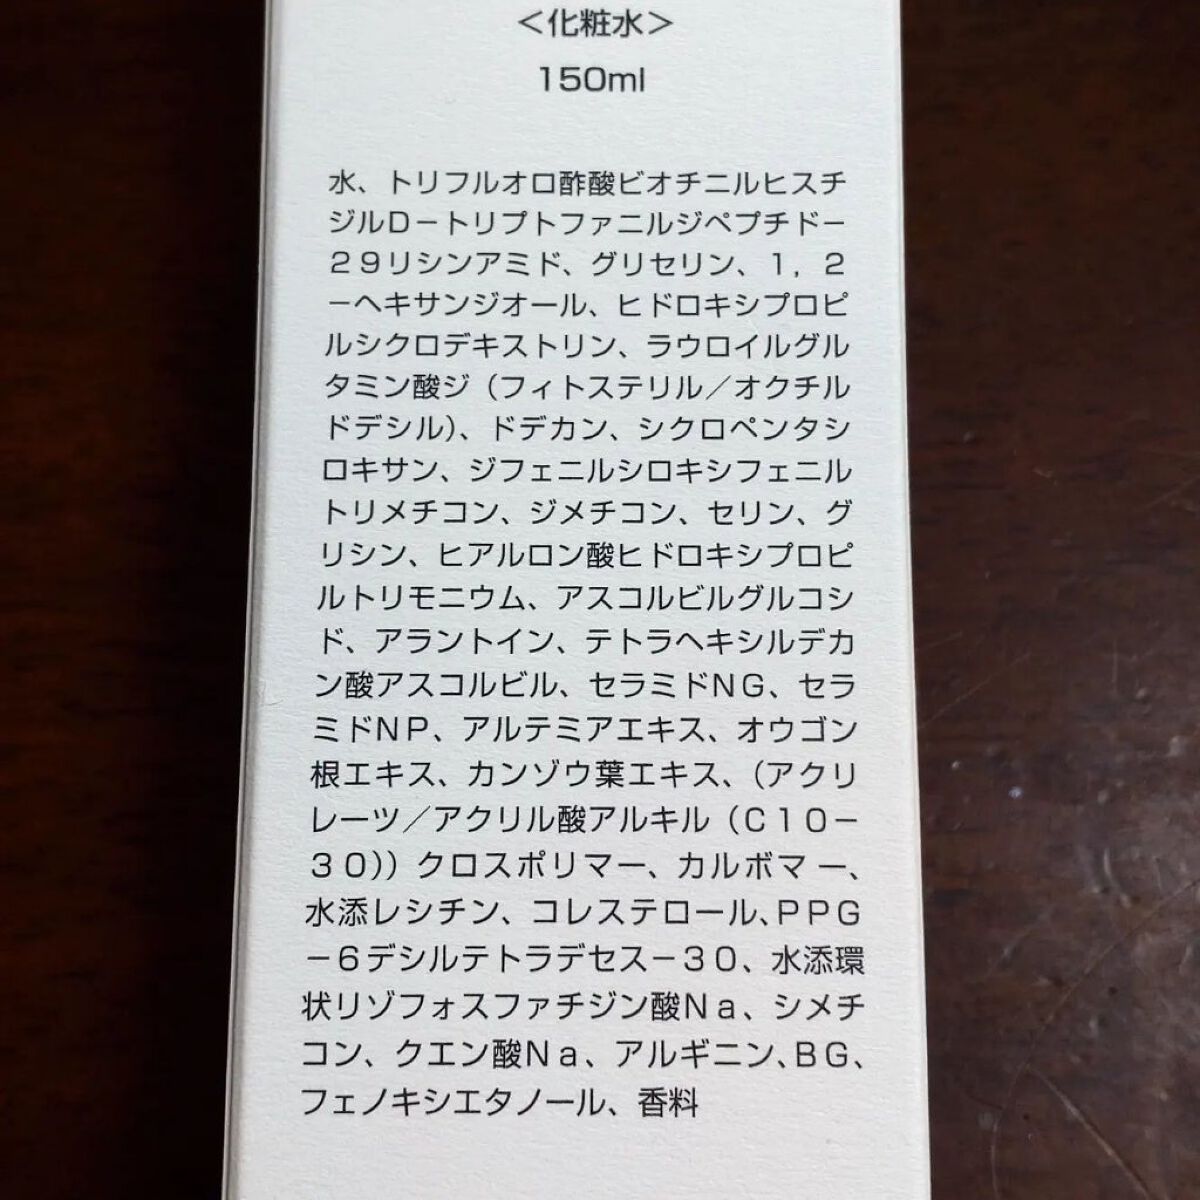 ＜化粧水＞
150ml
水、トリフルオロ酢酸ビオチニルヒスチ
ジルD－トリプトファニルジペプチド－
２９リシンアミド、グリセリン、１，２
－ヘキサンジオール、ヒドロキシプロピ
ルシクロデキストリン、ラウロイルグル
タミン酸ジ（フィトステリル／オクチル
ドデシル）、ドデカン、シクロペンタシ
ロキサン、ジフェニルシロキシフェニル
トリメチコン、ジメチコン、セリン、グ
リシン、ヒアルロン酸ヒドロキシプロピ
ルトリモニウム、アスコルビルグルコシ
ド、アラントイン、テトラヘキシルデカ
ン酸アスコルビル、セラミドNG、セラ
ミドNP、アルテミアエキス、オウゴン
根エキス、カンゾウ葉エキス、（アクリ
レーツ／アクリル酸アルキル（C１０－
３０））クロスポリマー、カルボマー、
水添レシチン、コレステロール、PPG
－６デシルテトラデセス－３０、水添環
状リゾフォスファチジン酸Na、シメチ
コン、クエン酸Na、アルギニン、BG、
フェノキシエタノール、香料